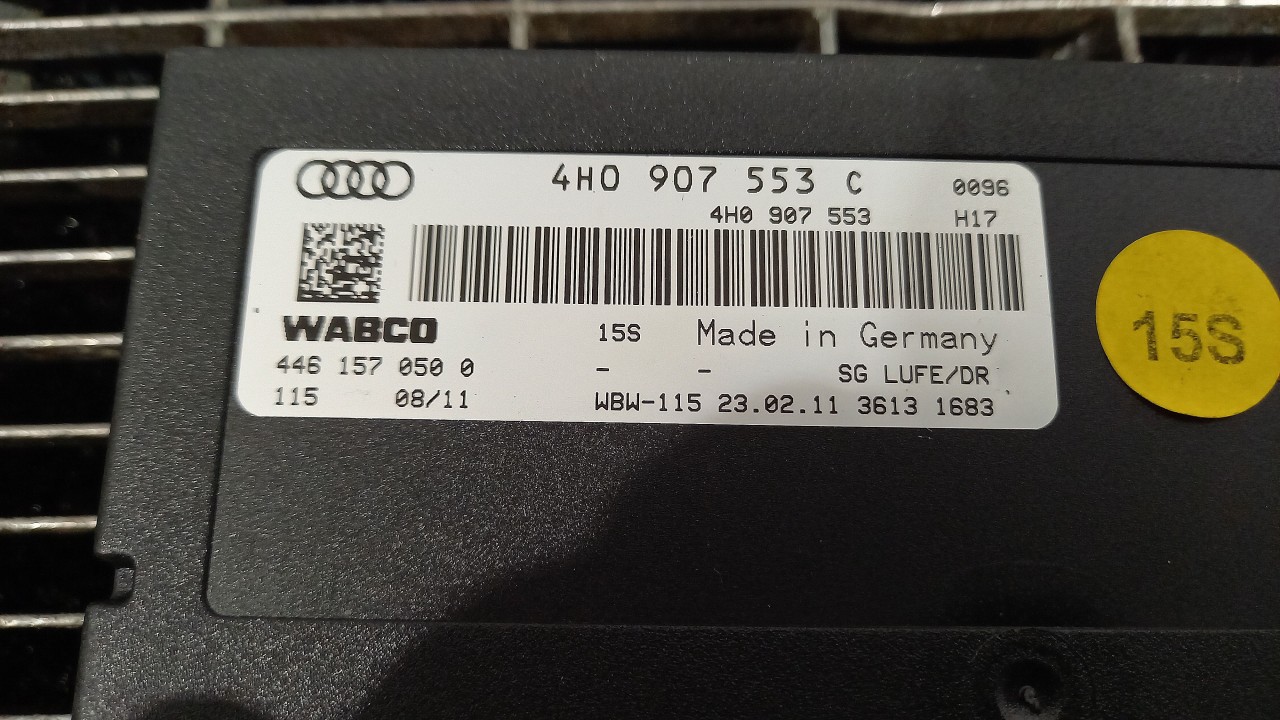 4H0 907 553 C 0096
4H0 907 553 H17
WABCO 15S Made in Germany
446 157 050 0 - - SG LUFE/DR
115 08/11 WBW-115 23.02.11 3613 1683
15S